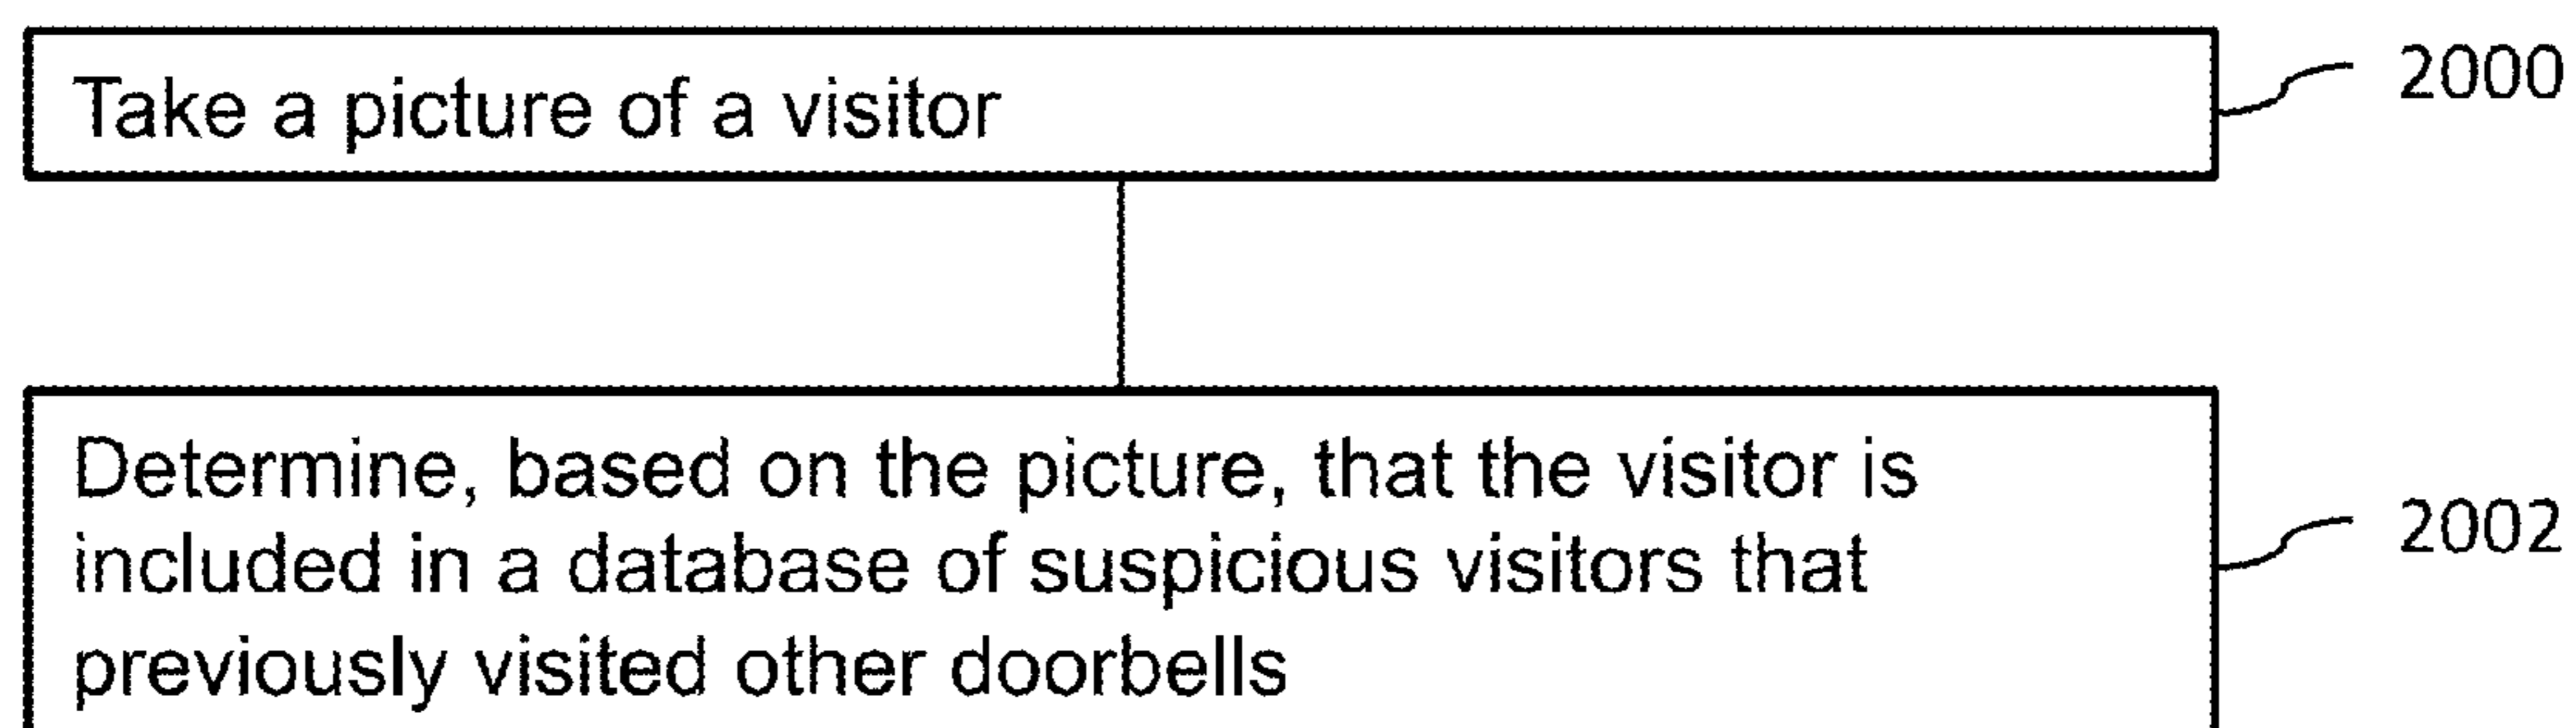 Take a picture of a visitor
2000
Determine, based on the picture, that the visitor is
included in a database of suspicious visitors that
2002
previously visited other doorbells